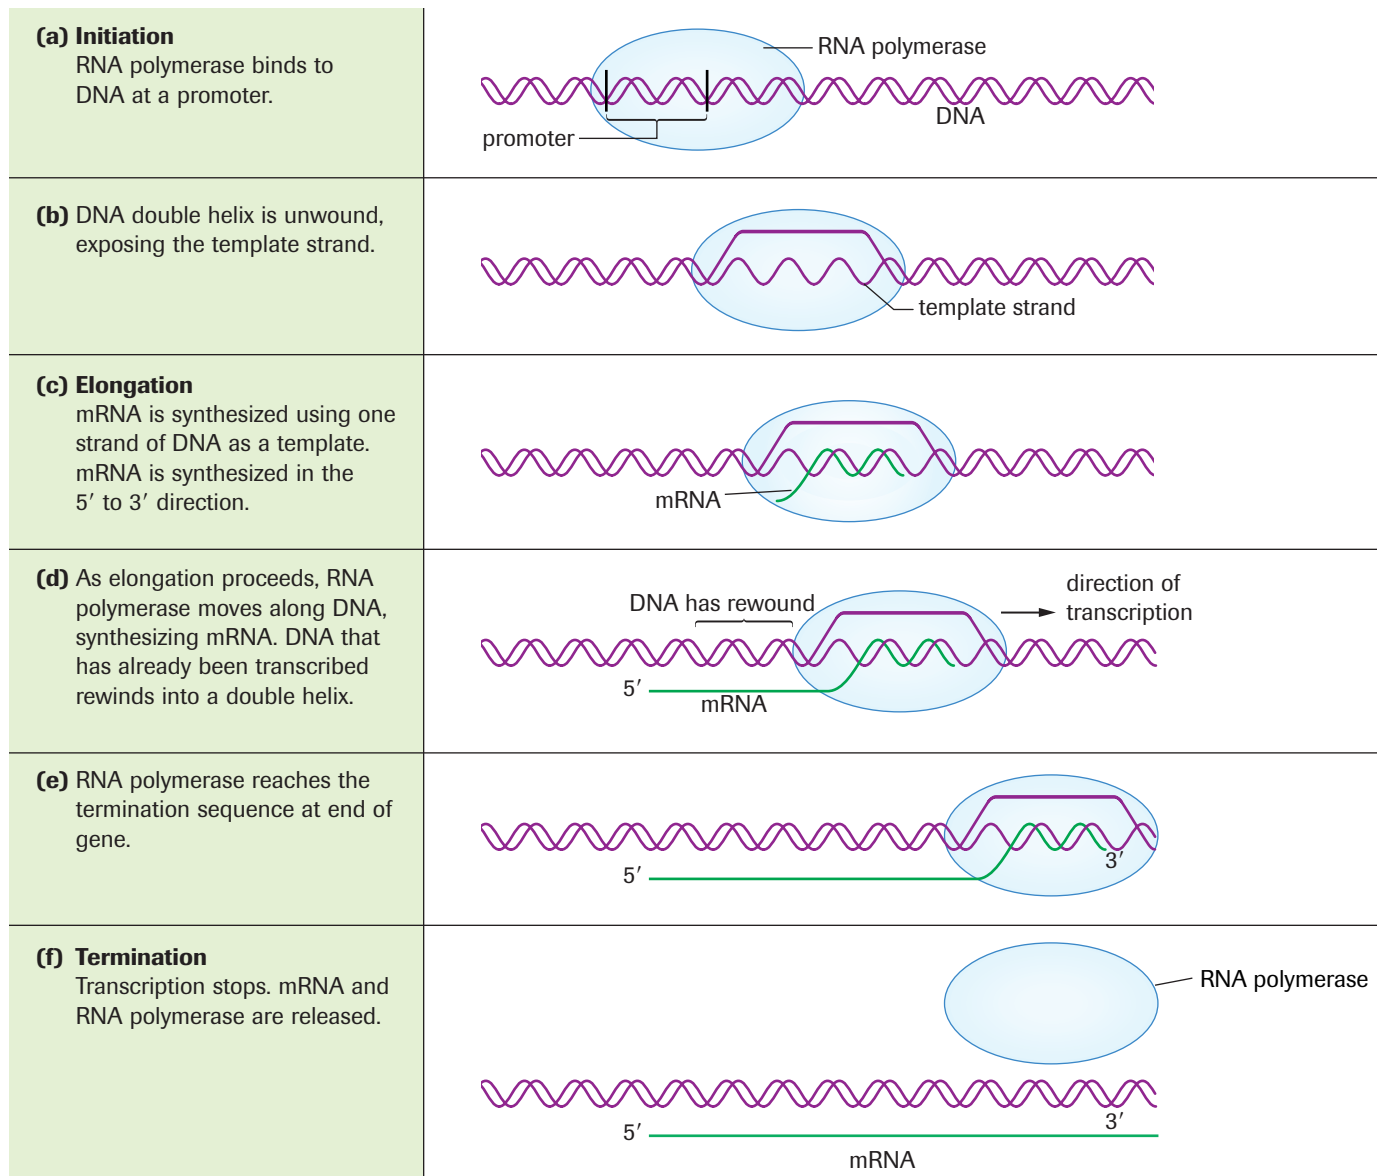 (a) Initiation
RNA polymerase binds to
DNA at a promoter.
RNA polymerase
DNA
promoter
(b) DNA double helix is unwound,
exposing the template strand.
template strand
(c) Elongation
mRNA is synthesized using one
strand of DNA as a template.
mRNA is synthesized in the
5′ to 3′ direction.
mRNA
(d) As elongation proceeds, RNA
polymerase moves along DNA,
synthesizing mRNA. DNA that
has already been transcribed
rewinds into a double helix.
DNA has rewound
direction of
transcription
5′
mRNA
(e) RNA polymerase reaches the
termination sequence at end of
gene.
3′
5′
(f) Termination
Transcription stops. mRNA and
RNA polymerase are released.
RNA polymerase
3′
5′
mRNA